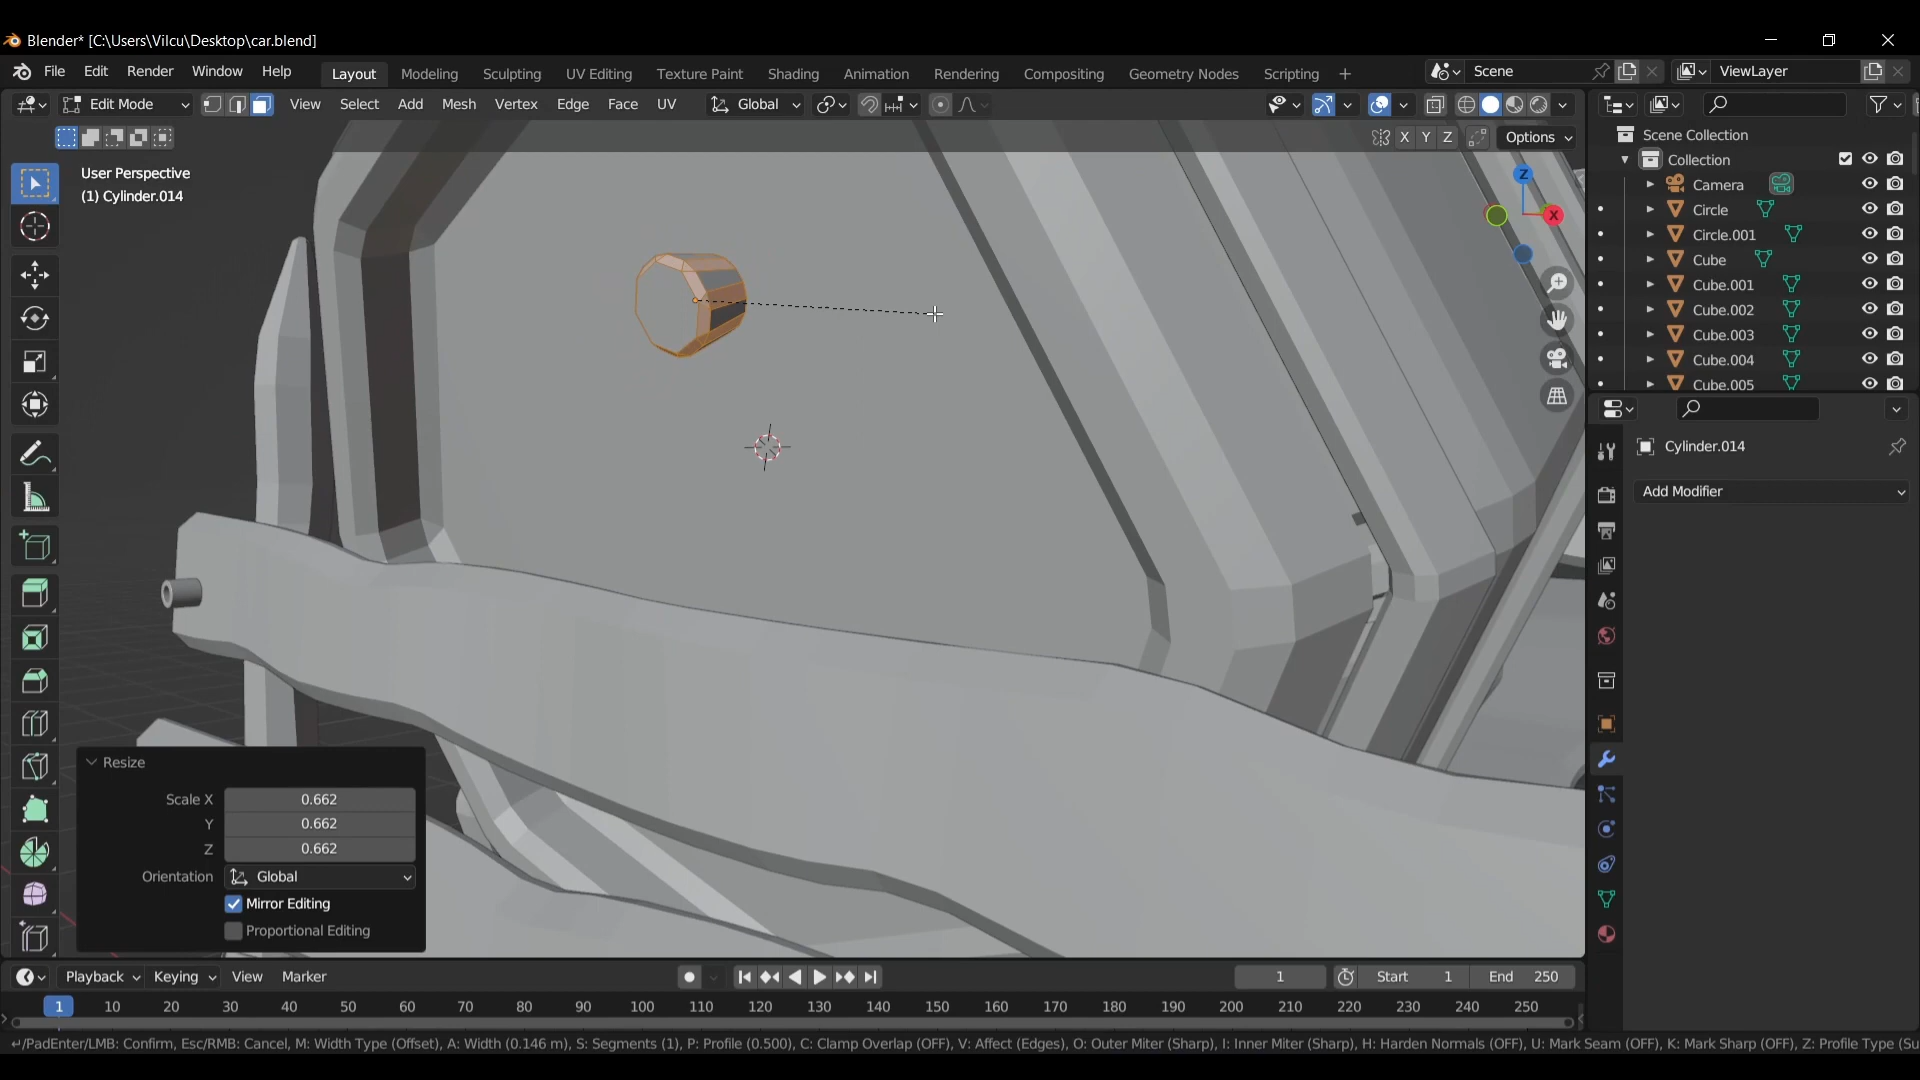 Blender* [C:\Users\Vilcu\Desktop\car.blend]
File Edit Render Window Help Layout Modeling Sculpting UV Editing Texture Paint Shading Animation Rendering Compositing Geometry Nodes Scripting + Scene ViewLayer
Edit Mode View Select Add Mesh Vertex Edge Face UV Global
X Y Z Options
User Perspective
(1) Cylinder.014
Z
X
Scene Collection
Collection
Camera
Circle
Circle.001
Cube
Cube.001
Cube.002
Cube.003
Cube.004
Cube.005
Cylinder.014
Add Modifier
Resize
Scale X 0.662
Y 0.662
Z 0.662
Orientation Global
Mirror Editing
Proportional Editing
Playback Keying View Marker 1 Start 1 End 250
1 10 20 30 40 50 60 70 80 90 100 110 120 130 140 150 160 170 180 190 200 210 220 230 240 250
↵/PadEnter/LMB: Confirm, Esc/RMB: Cancel, M: Width Type (Offset), A: Width (0.146 m), S: Segments (1), P: Profile (0.500), C: Clamp Overlap (OFF), V: Affect (Edges), O: Outer Miter (Sharp), I: Inner Miter (Sharp), H: Harden Normals (OFF), U: Mark Seam (OFF), K: Mark Sharp (OFF), Z: Profile Type (Su